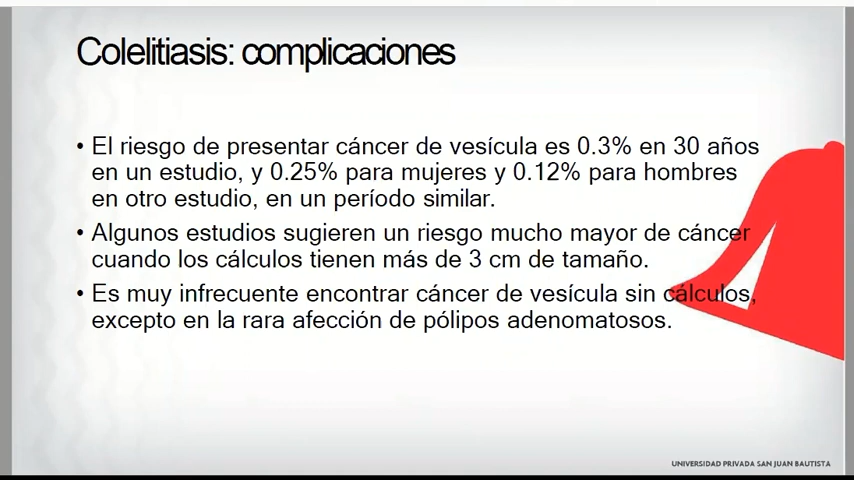 Colelitiasis: complicaciones
• El riesgo de presentar cáncer de vesícula es 0.3% en 30 años
en un estudio, y 0.25% para mujeres y 0.12% para hombres
en otro estudio, en un período similar.
• Algunos estudios sugieren un riesgo mucho mayor de cáncer
cuando los cálculos tienen más de 3 cm de tamaño.
• Es muy infrecuente encontrar cáncer de vesícula sin cálculos,
excepto en la rara afección de pólipos adenomatosos.
UNIVERSIDAD PRIVADA SAN JUAN BAUTISTA